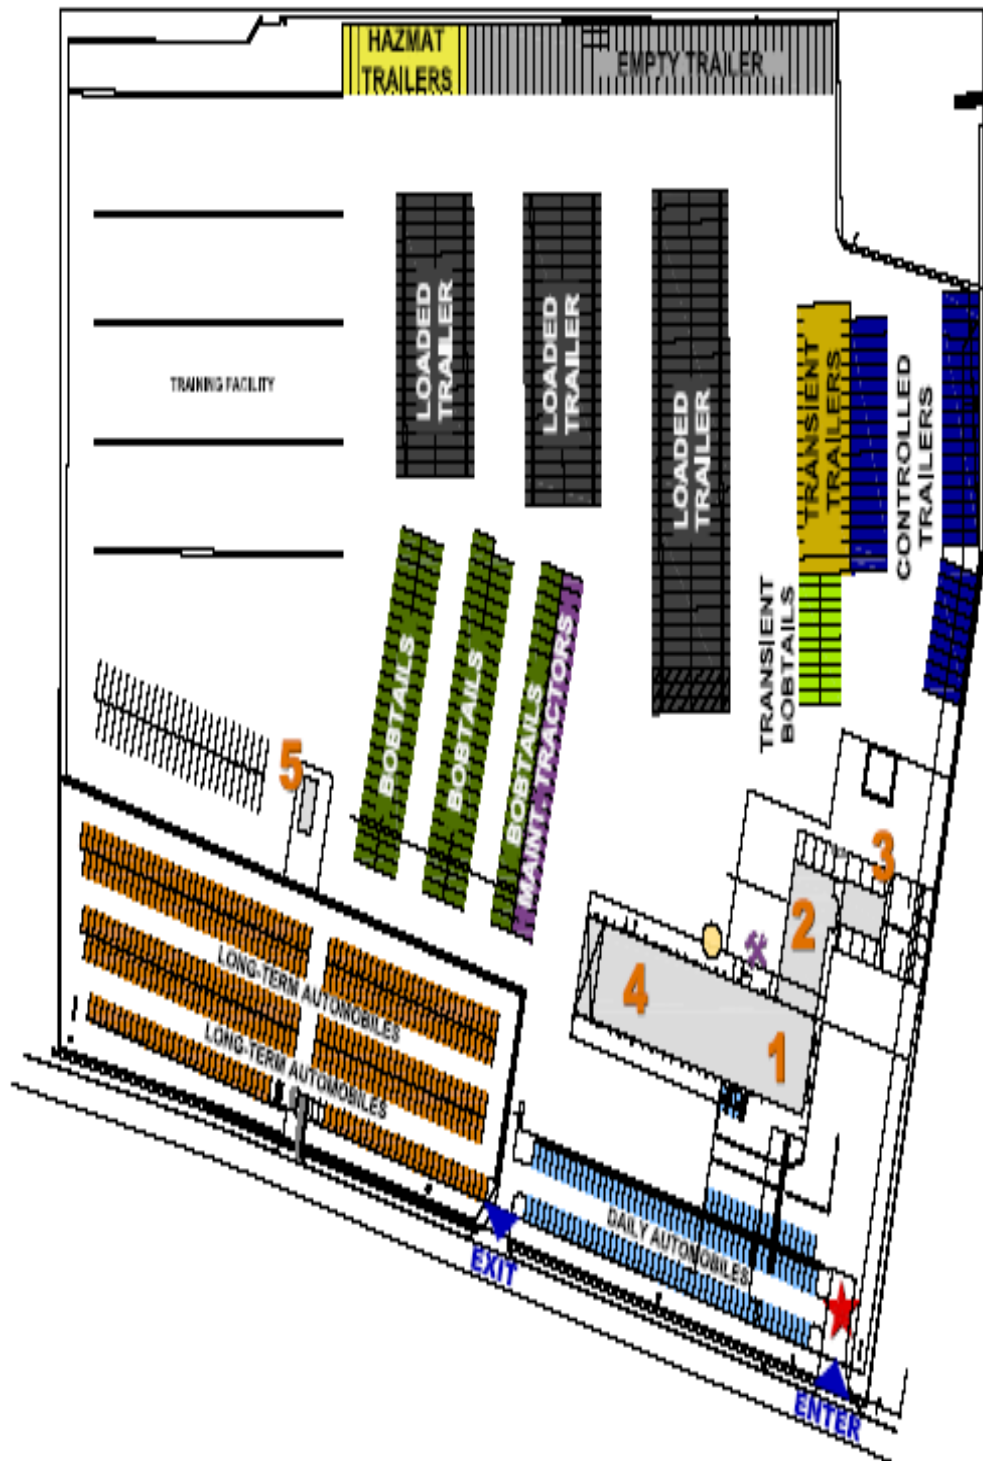 HAZMAT
TRAILERS
EMPTY TRAILER
LOADED
TRAILER
LOADED
TRAILER
LOADED
TRAILER
TRANSIENT
TRAILERS
CONTROLLED
TRAILERS
TRAINING FACILITY
TRANSIENT
BOBTAILS
BOBTAILS
BOBTAILS
BOBTAILS
MAINT. TRACTORS
5
3
2
4
1
LONG-TERM AUTOMOBILES
LONG-TERM AUTOMOBILES
DAILY AUTOMOBILES
EXIT
ENTER